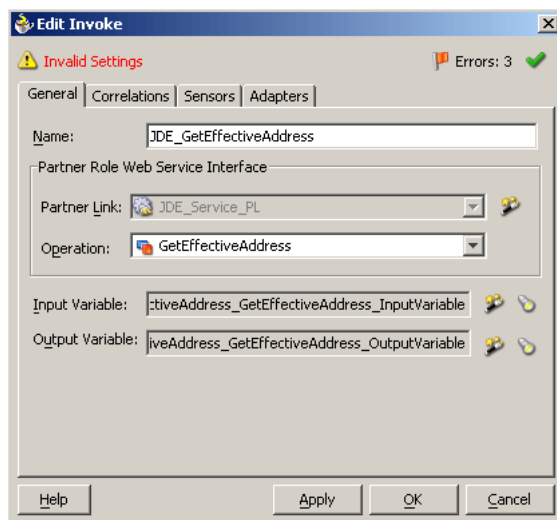 Edit Invoke
Invalid Settings Errors: 3
General Correlations Sensors Adapters
Name: JDE_GetEffectiveAddress
Partner Role Web Service Interface
Partner Link: JDE_Service_PL
Operation: GetEffectiveAddress
Input Variable: :tiveAddress_GetEffectiveAddress_InputVariable
Output Variable: iveAddress_GetEffectiveAddress_OutputVariable
Help Apply OK Cancel